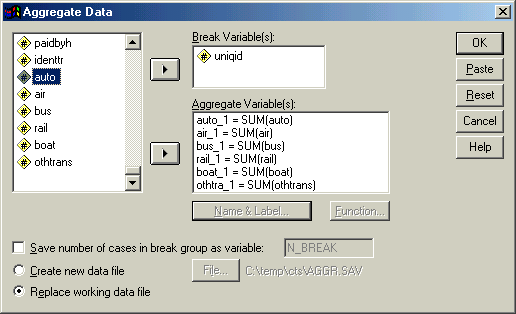 Aggregate Data
paidbyh
identtr
auto
air
bus
rail
boat
othtrans
Break Variable(s):
uniqid
Aggregate Variable(s):
auto_1 = SUM(auto)
air_1 = SUM(air)
bus_1 = SUM(bus)
rail_1 = SUM(rail)
boat_1 = SUM(boat)
othtra_1 = SUM(othtrans)
Name & Label...
Function...
OK
Paste
Reset
Cancel
Help
Save number of cases in break group as variable:
N_BREAK
Create new data file
File...
C:\temp\cts\AGGR.SAV
Replace working data file